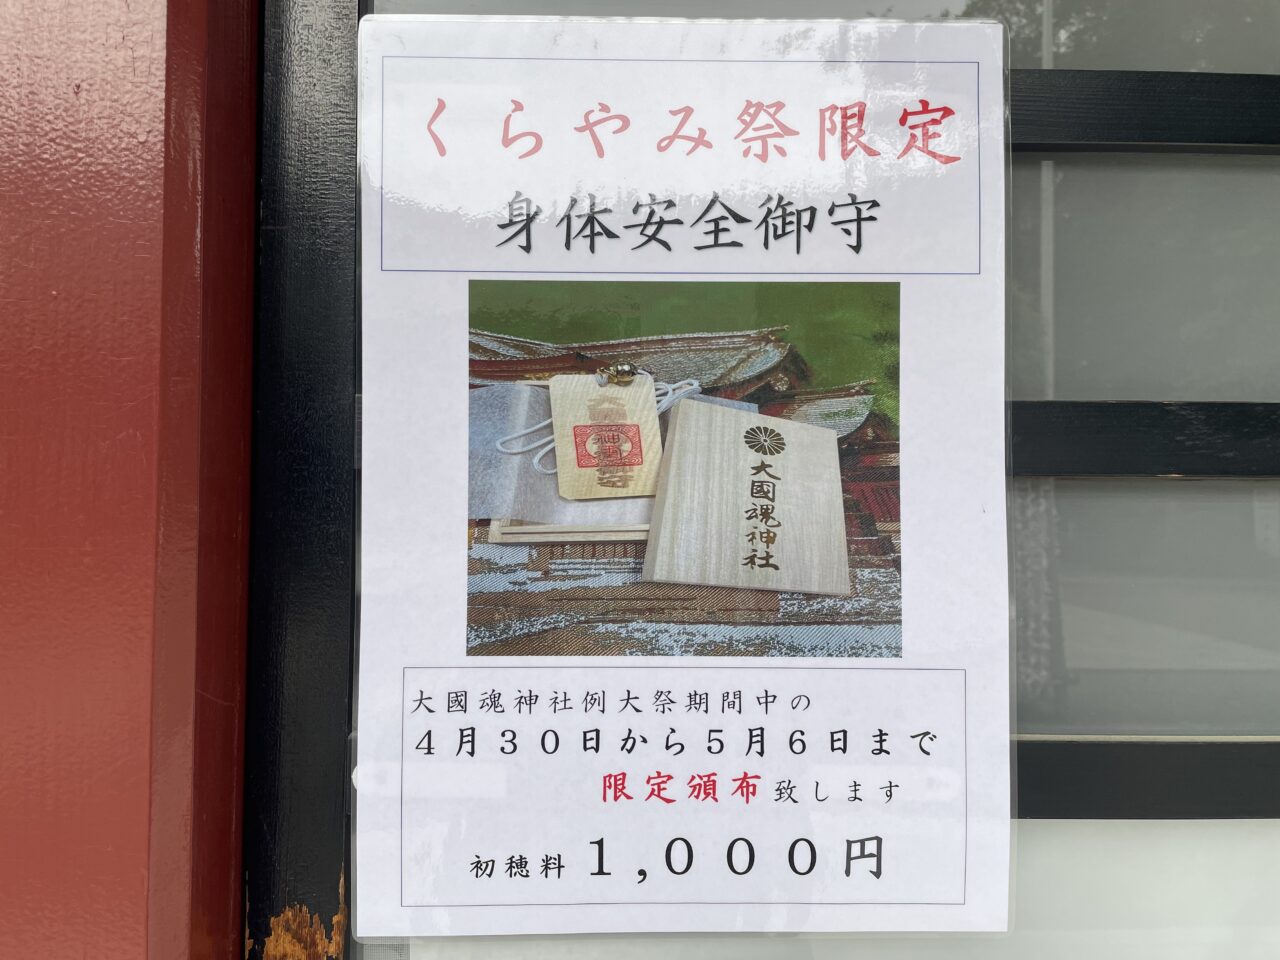 くらやみ祭限定
身体安全御守
大國魂神社
大國魂神社例大祭期間中の
４月３０日から５月６日まで
限定頒布致します
初穂料１,０００円